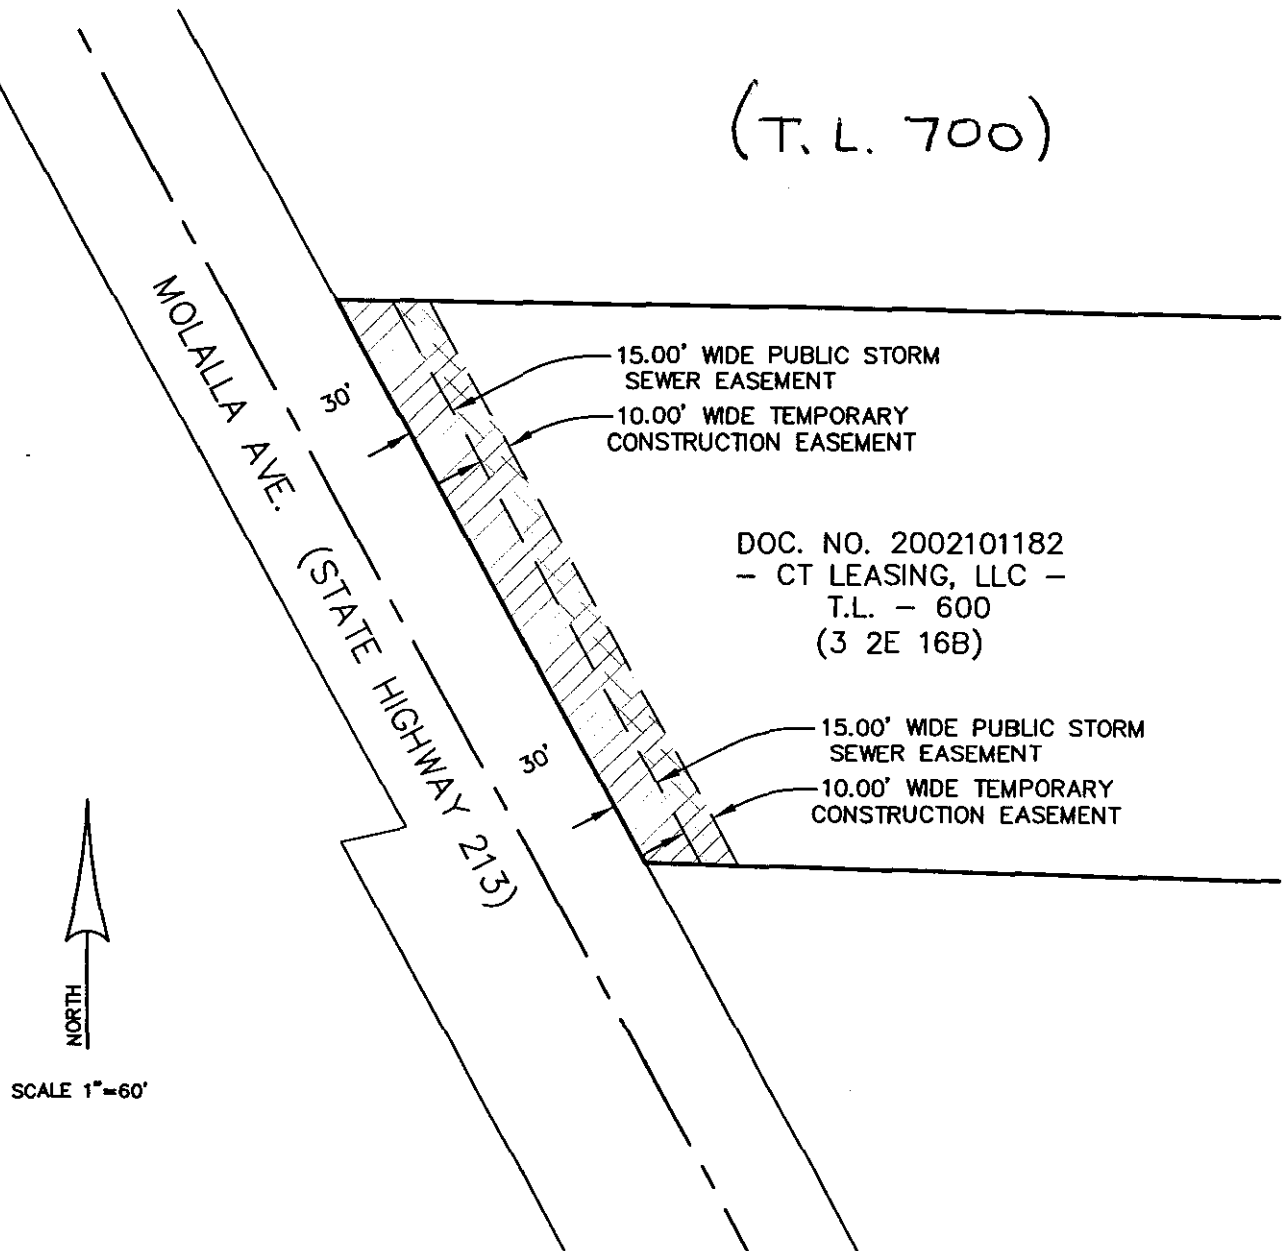 (T. L. 700)
15.00' WIDE PUBLIC STORM
SEWER EASEMENT
10.00' WIDE TEMPORARY
CONSTRUCTION EASEMENT
30'
MOLALLA AVE. (STATE HIGHWAY 213)
DOC. NO. 2002101182
- CT LEASING, LLC -
T.L. - 600
(3 2E 16B)
30'
15.00' WIDE PUBLIC STORM
SEWER EASEMENT
10.00' WIDE TEMPORARY
CONSTRUCTION EASEMENT
NORTH
SCALE 1"=60'